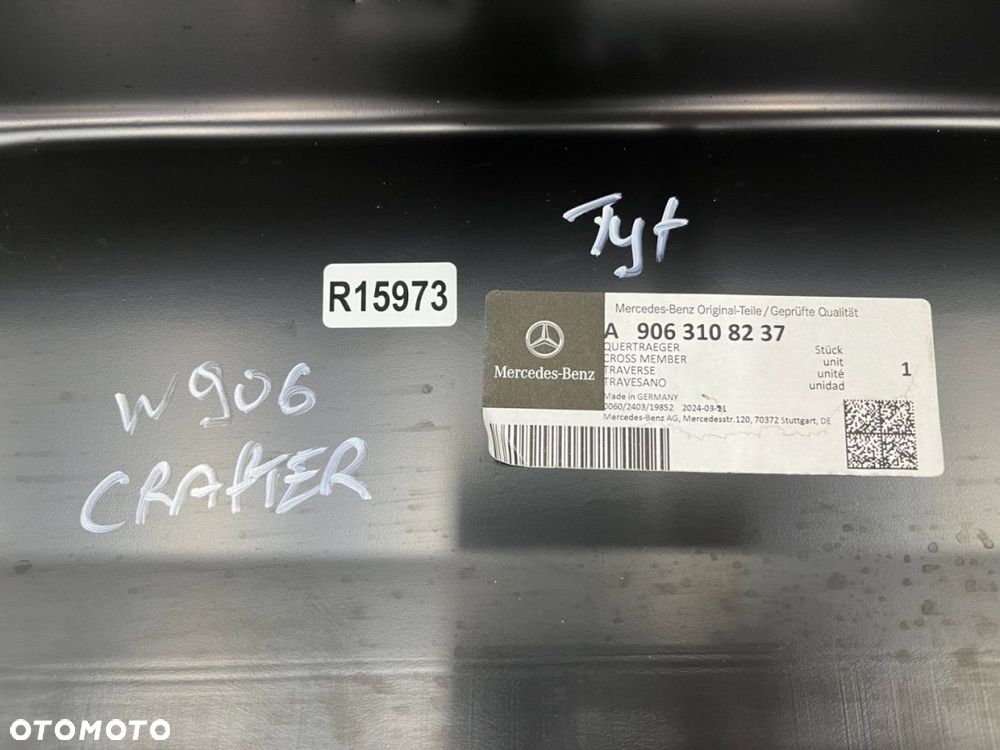 Tyt
R15973
Mercedes-Benz Original-Teile/Geprüfte Qualität
A 906 310 82 37
QUERTRAEGER Stück
CROSS MEMBER unit
TRAVERSE unité 1
TRAVESANO unidad
Mercedes-Benz
Made in GERMANY
0060/2403/19852 2024-03-21
Mercedes-Benz AG, Mercedesstr.120, 70372 Stuttgart, DE
W906
CRAFTER
OTOMOTO